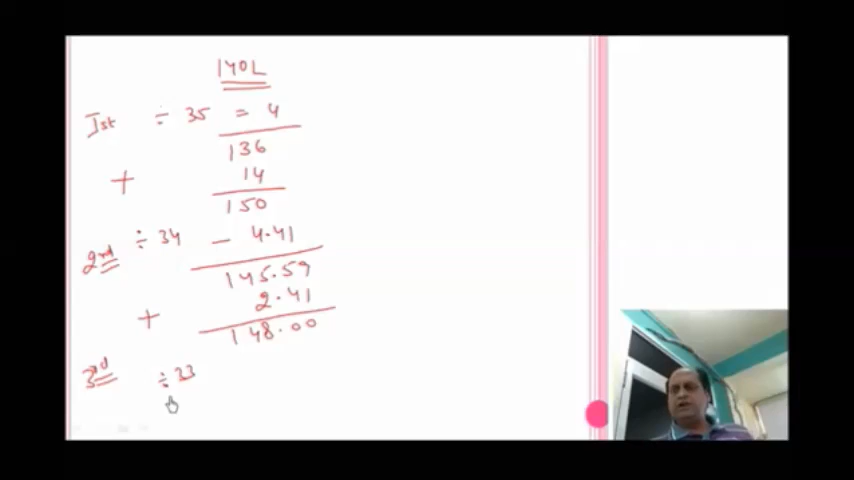 140L
Ist ÷ 35 = 4
136
+ 14
150
2nd ÷ 34 - 4.41
145.59
+ 2.41
148.00
3rd ÷ 33